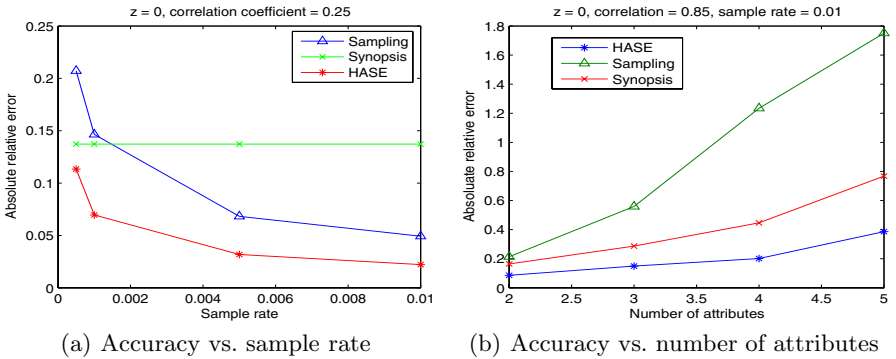 z = 0, correlation coefficient = 0.25
Absolute relative error
0.25
0.2
0.15
0.1
0.05
0
Sampling
Synopsis
HASE
0 0.002 0.004 0.006 0.008 0.01
Sample rate
(a) Accuracy vs. sample rate
z = 0, correlation = 0.85, sample rate = 0.01
Absoluate relative error
1.8
1.6
1.4
1.2
1
0.8
0.6
0.4
0.2
0
HASE
Sampling
Synopsis
2 2.5 3 3.5 4 4.5 5
Number of attributes
(b) Accuracy vs. number of attributes